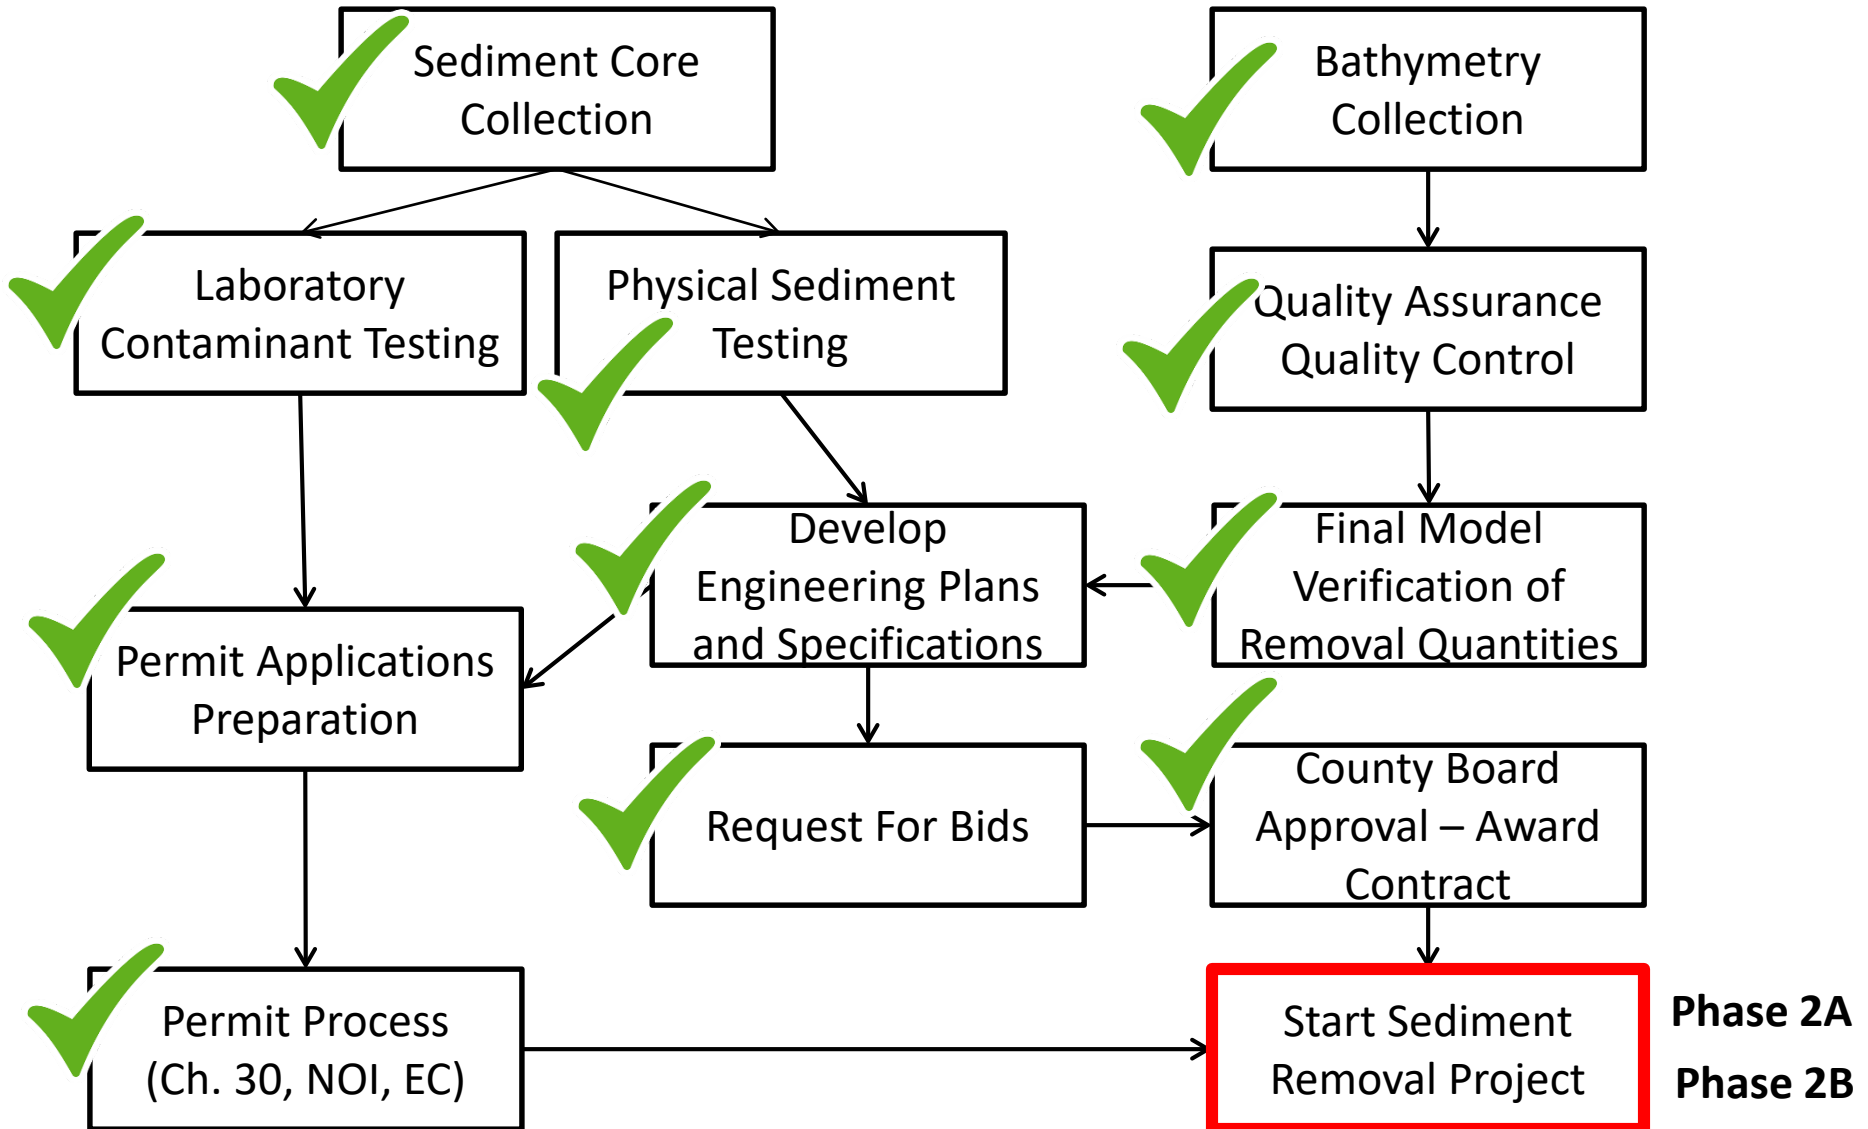 Sediment Core
Collection
Bathymetry
Collection
Laboratory
Contaminant Testing
Physical Sediment
Testing
Quality Assurance
Quality Control
Develop
Engineering Plans
and Specifications
Final Model
Verification of
Removal Quantities
Permit Applications
Preparation
Request For Bids
County Board
Approval – Award
Contract
Permit Process
(Ch. 30, NOI, EC)
Start Sediment
Removal Project
Phase 2A
Phase 2B